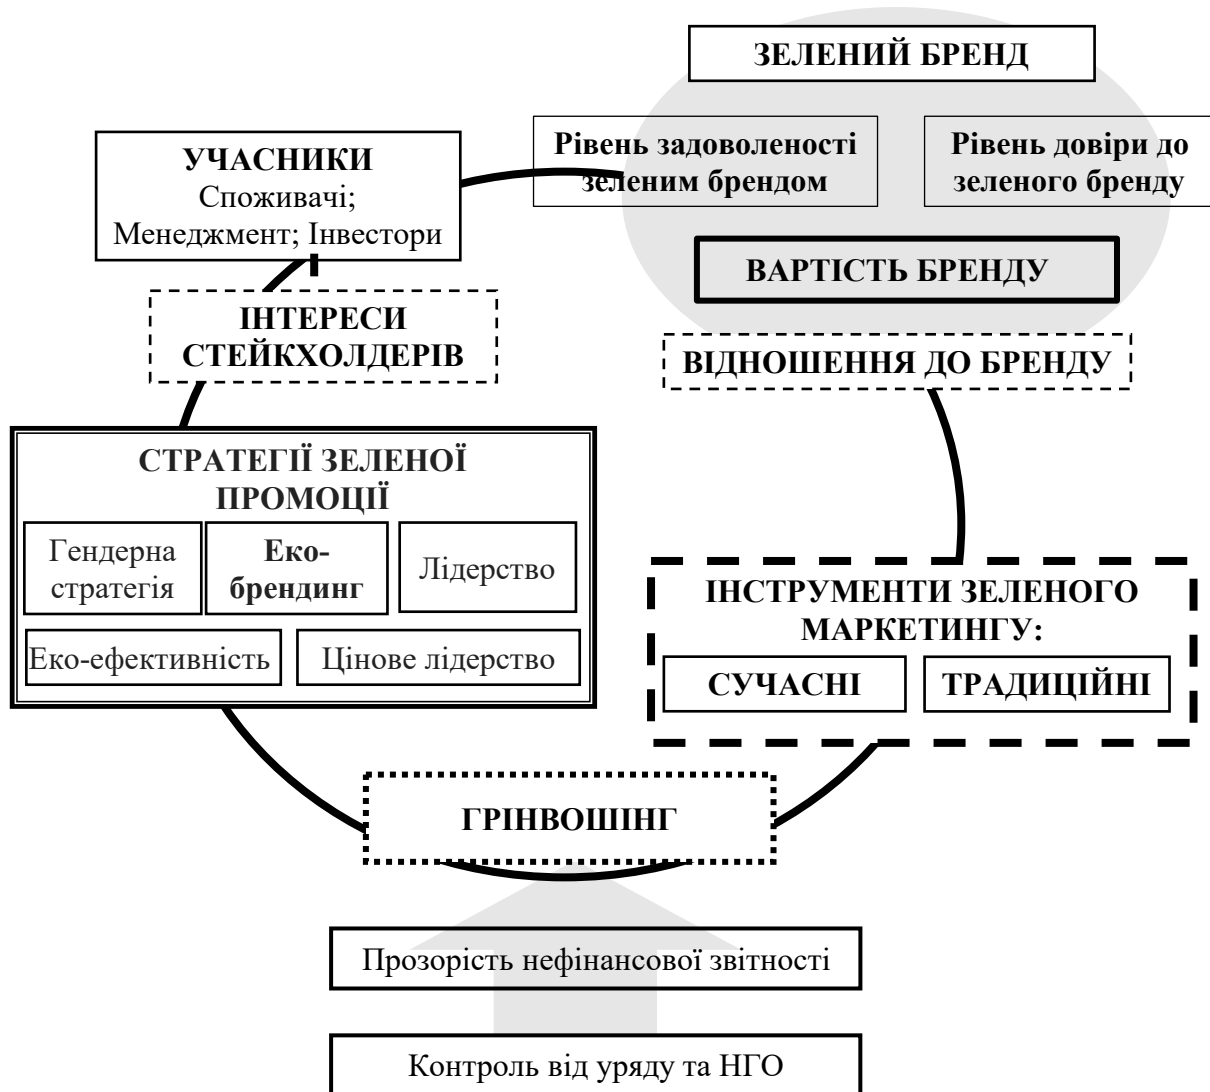 ЗЕЛЕНИЙ БРЕНД
Рівень задоволеності
зеленим брендом
Рівень довіри до
зеленого бренду
ВАРТІСТЬ БРЕНДУ
УЧАСНИКИ
Споживачі;
Менеджмент; Інвестори
ІНТЕРЕСИ
СТЕЙКХОЛДЕРІВ
ВІДНОШЕННЯ ДО БРЕНДУ
СТРАТЕГІЇ ЗЕЛЕНОЇ
ПРОМОЦІЇ
Гендерна
стратегія
Еко-
брендинг
Лідерство
Еко-ефективність
Цінове лідерство
ІНСТРУМЕНТИ ЗЕЛЕНОГО
МАРКЕТИНГУ:
СУЧАСНІ
ТРАДИЦІЙНІ
ГРІНВОШІНГ
Прозорість нефінансової звітності
Контроль від уряду та НГО